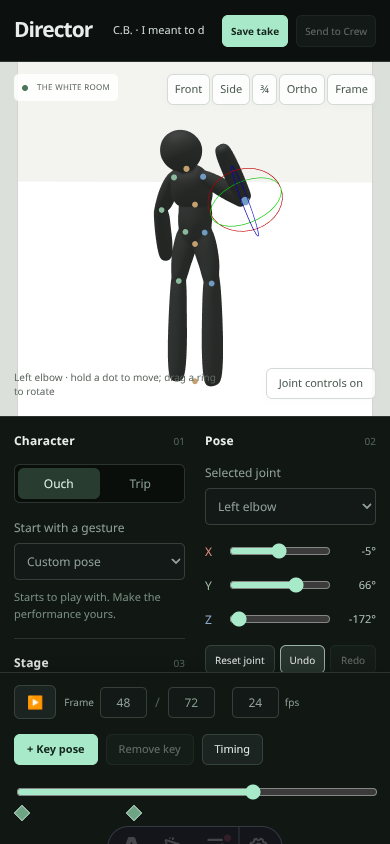 Director
C.B. · I meant to d
Save take
Send to Crew
THE WHITE ROOM
Front
Side
¾
Ortho
Frame
Left elbow · hold a dot to move; drag a ring
to rotate
Joint controls on
Character
01
Ouch
Trip
Start with a gesture
Custom pose
Starts to play with. Make the
performance yours.
Stage
03
Pose
02
Selected joint
Left elbow
X
-5°
Y
66°
Z
-172°
Reset joint
Undo
Redo
Frame
48
/
72
24
fps
+ Key pose
Remove key
Timing